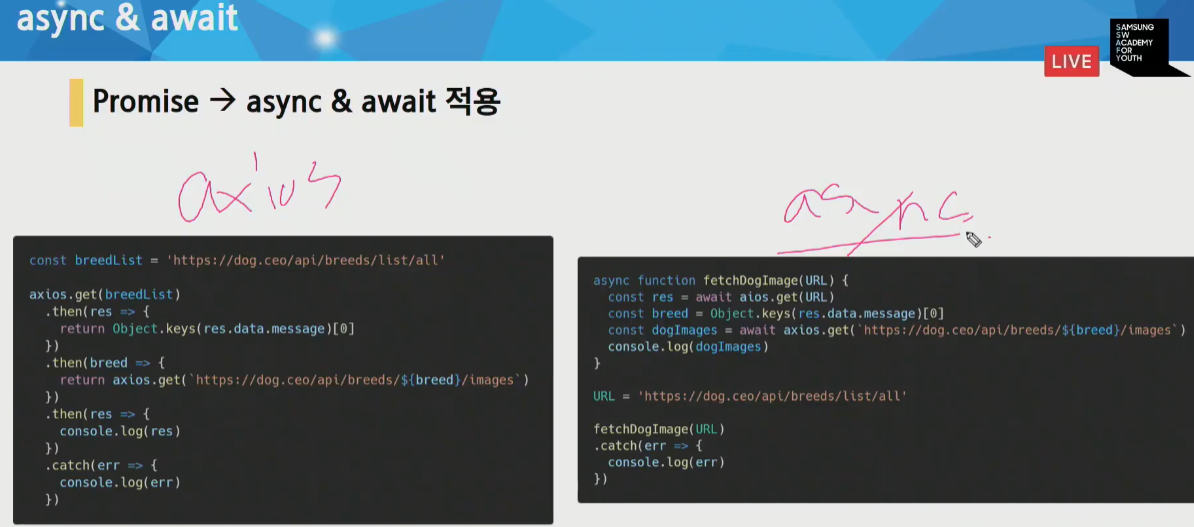 async & await
LIVE
SAMSUNG
SW
ACADEMY
FOR
YOUTH
Promise → async & await 적용
axios
const breedList = 'https://dog.ceo/api/breeds/list/all'
axios.get(breedList)
.then(res => {
return Object.keys(res.data.message)[0]
})
.then(breed => {
return axios.get(`https://dog.ceo/api/breeds/${breed}/images`)
})
.then(res => {
console.log(res)
})
.catch(err => {
console.log(err)
})
async
async function fetchDogImage(URL) {
const res = await aios.get(URL)
const breed = Object.keys(res.data.message)[0]
const dogImages = await axios.get(`https://dog.ceo/api/breeds/${breed}/images`)
console.log(dogImages)
}
URL = 'https://dog.ceo/api/breeds/list/all'
fetchDogImage(URL)
.catch(err => {
console.log(err)
})